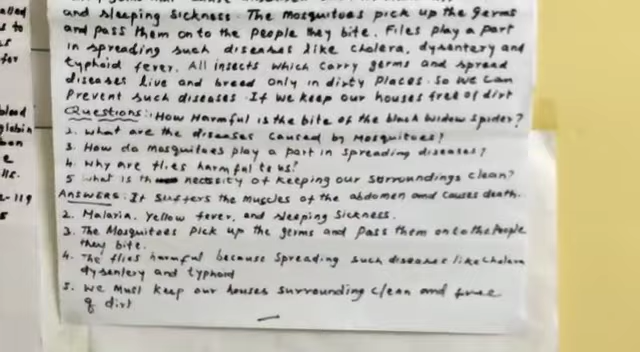 and sleeping sickness. The mosquitoes pick up the germs
and pass them on to the people they bite. Files play a part
in spreading such diseases like cholera, dysentery and
typhoid fever. All insects which carry germs and spread
diseases live and breed only in dirty places. So we can
Prevent such diseases. If we keep our houses free of dirt
Questions: 1. How Harmful is the bite of the black widow spider?
2. What are the diseases caused by Mosquitoes?
3. How do mosquitoes play a part in spreading diseases?
4. Why are flies harmful to us?
5 What is the necessity of keeping our surroundings clean?
Answers: It the muscles of the abdomen and causes death.
2. Malaria, Yellow fever, and sleeping sickness.
3. The Mosquitoes pick up the germs and pass them on to the people
they bite.
4. The flies harmful because spreading such diseases like cholera
dysentery and typhoid
5. We Must keep our houses surrounding clean and free
of dirt